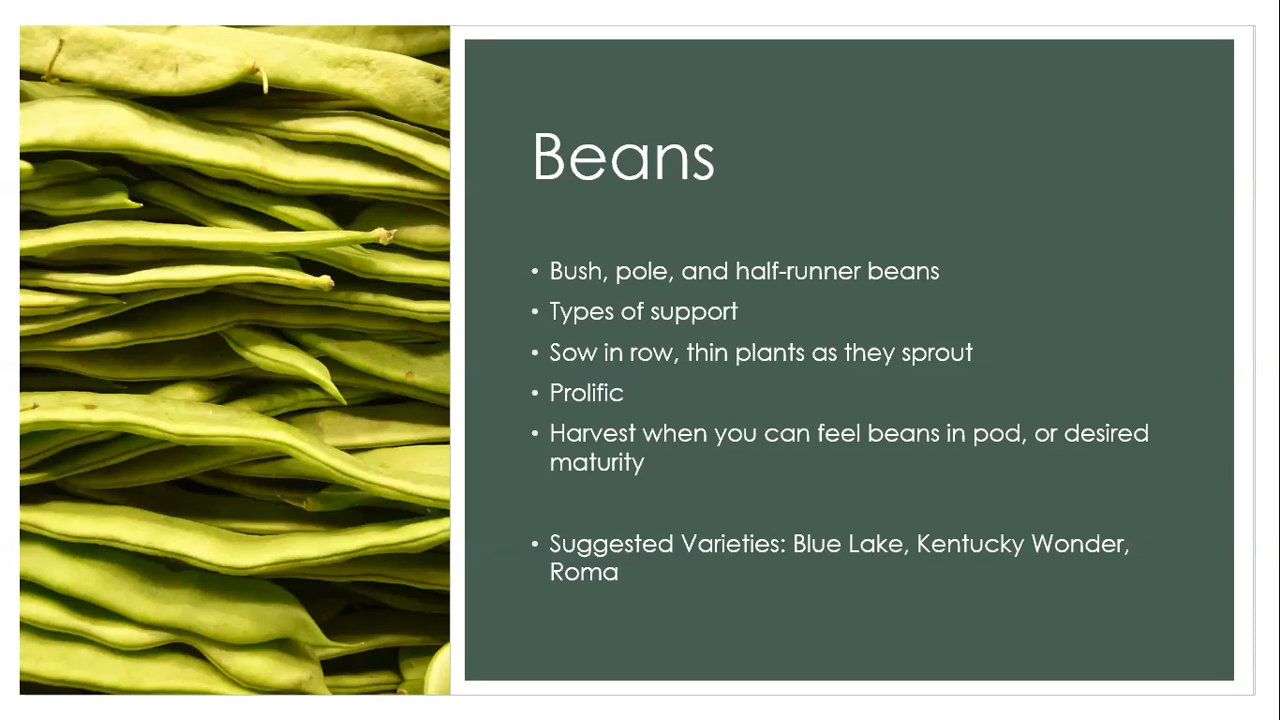 Beans
• Bush, pole, and half-runner beans
• Types of support
• Sow in row, thin plants as they sprout
• Prolific
• Harvest when you can feel beans in pod, or desired
maturity
• Suggested Varieties: Blue Lake, Kentucky Wonder,
Roma